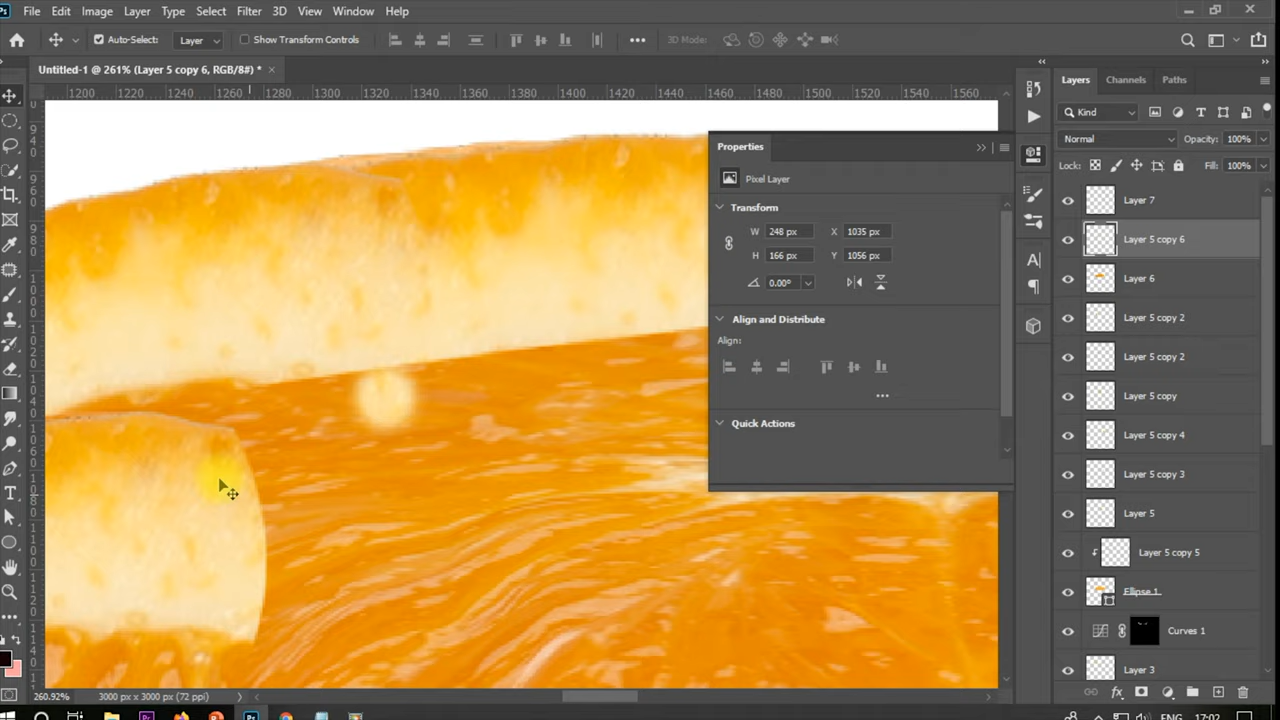 File Edit Image Layer Type Select Filter 3D View Window Help
Auto-Select: Layer Show Transform Controls 3D Mode:
Untitled-1 @ 261% (Layer 5 copy 6, RGB/8#) *
1200 1220 1240 1260 1280 1300 1320 1340 1360 1380 1400 1420 1440 1460 1480 1500 1520 1540 1560
Properties
Pixel Layer
Transform
W 248 px X 1035 px
H 166 px Y 1056 px
0.00°
Align and Distribute
Align:
Quick Actions
Layers Channels Paths
Kind
Normal Opacity: 100%
Lock: Fill: 100%
Layer 7
Layer 5 copy 6
Layer 6
Layer 5 copy 2
Layer 5 copy 2
Layer 5 copy
Layer 5 copy 4
Layer 5 copy 3
Layer 5
Layer 5 copy 5
Ellipse 1
Curves 1
Layer 3
260.92% 3000 px x 3000 px (72 ppi)
ENG 17:02